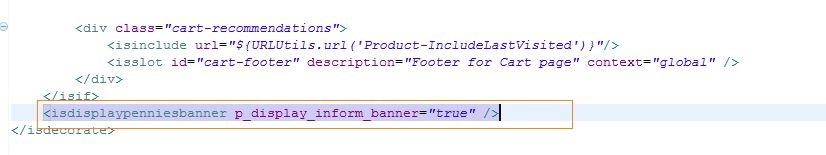 <div class="cart-recommendations">
<isinclude url="${URLUtils.url('Product-IncludeLastVisited')}"/>
<isslot id="cart-footer" description="Footer for Cart page" context="global" />
</div>
</isif>
<isdisplaypenniesbanner p_display_inform_banner="true" />
</isdecorate>